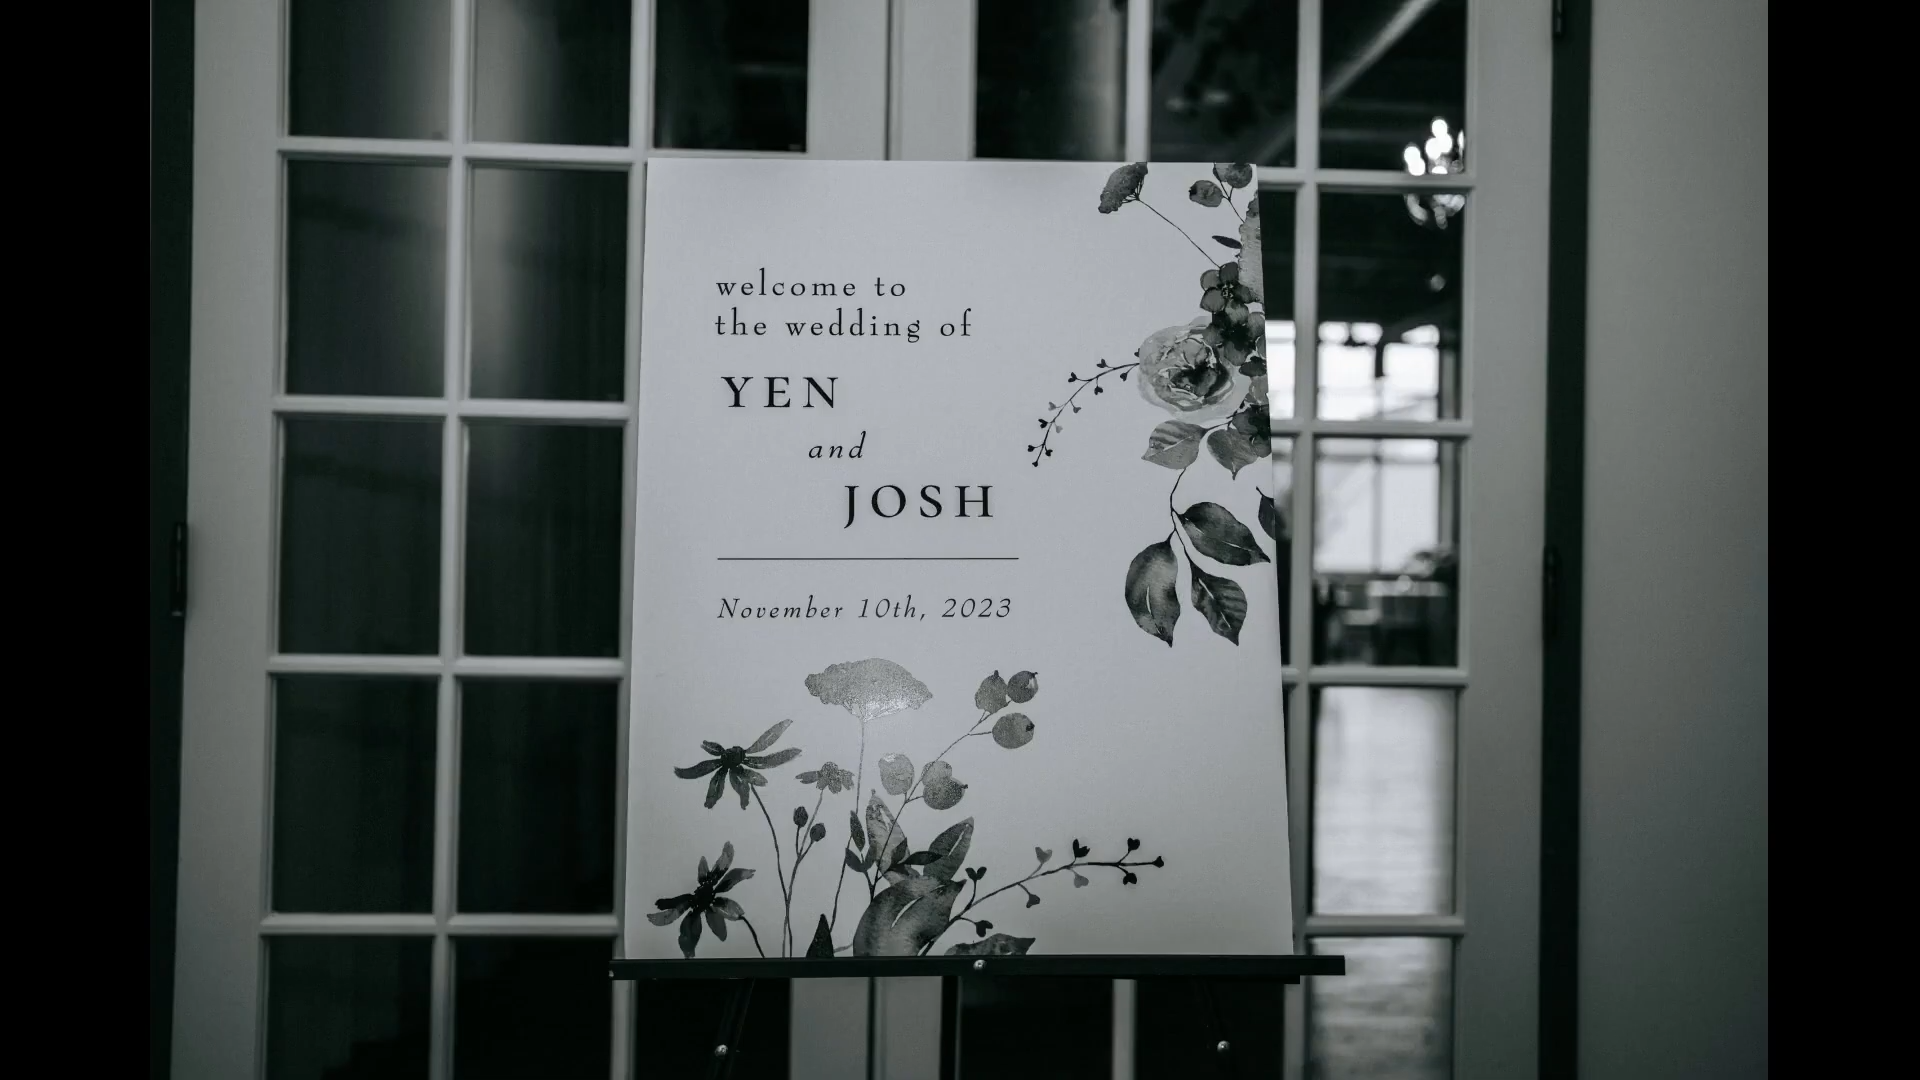 welcome to
the wedding of
YEN
and
JOSH
November 10th, 2023